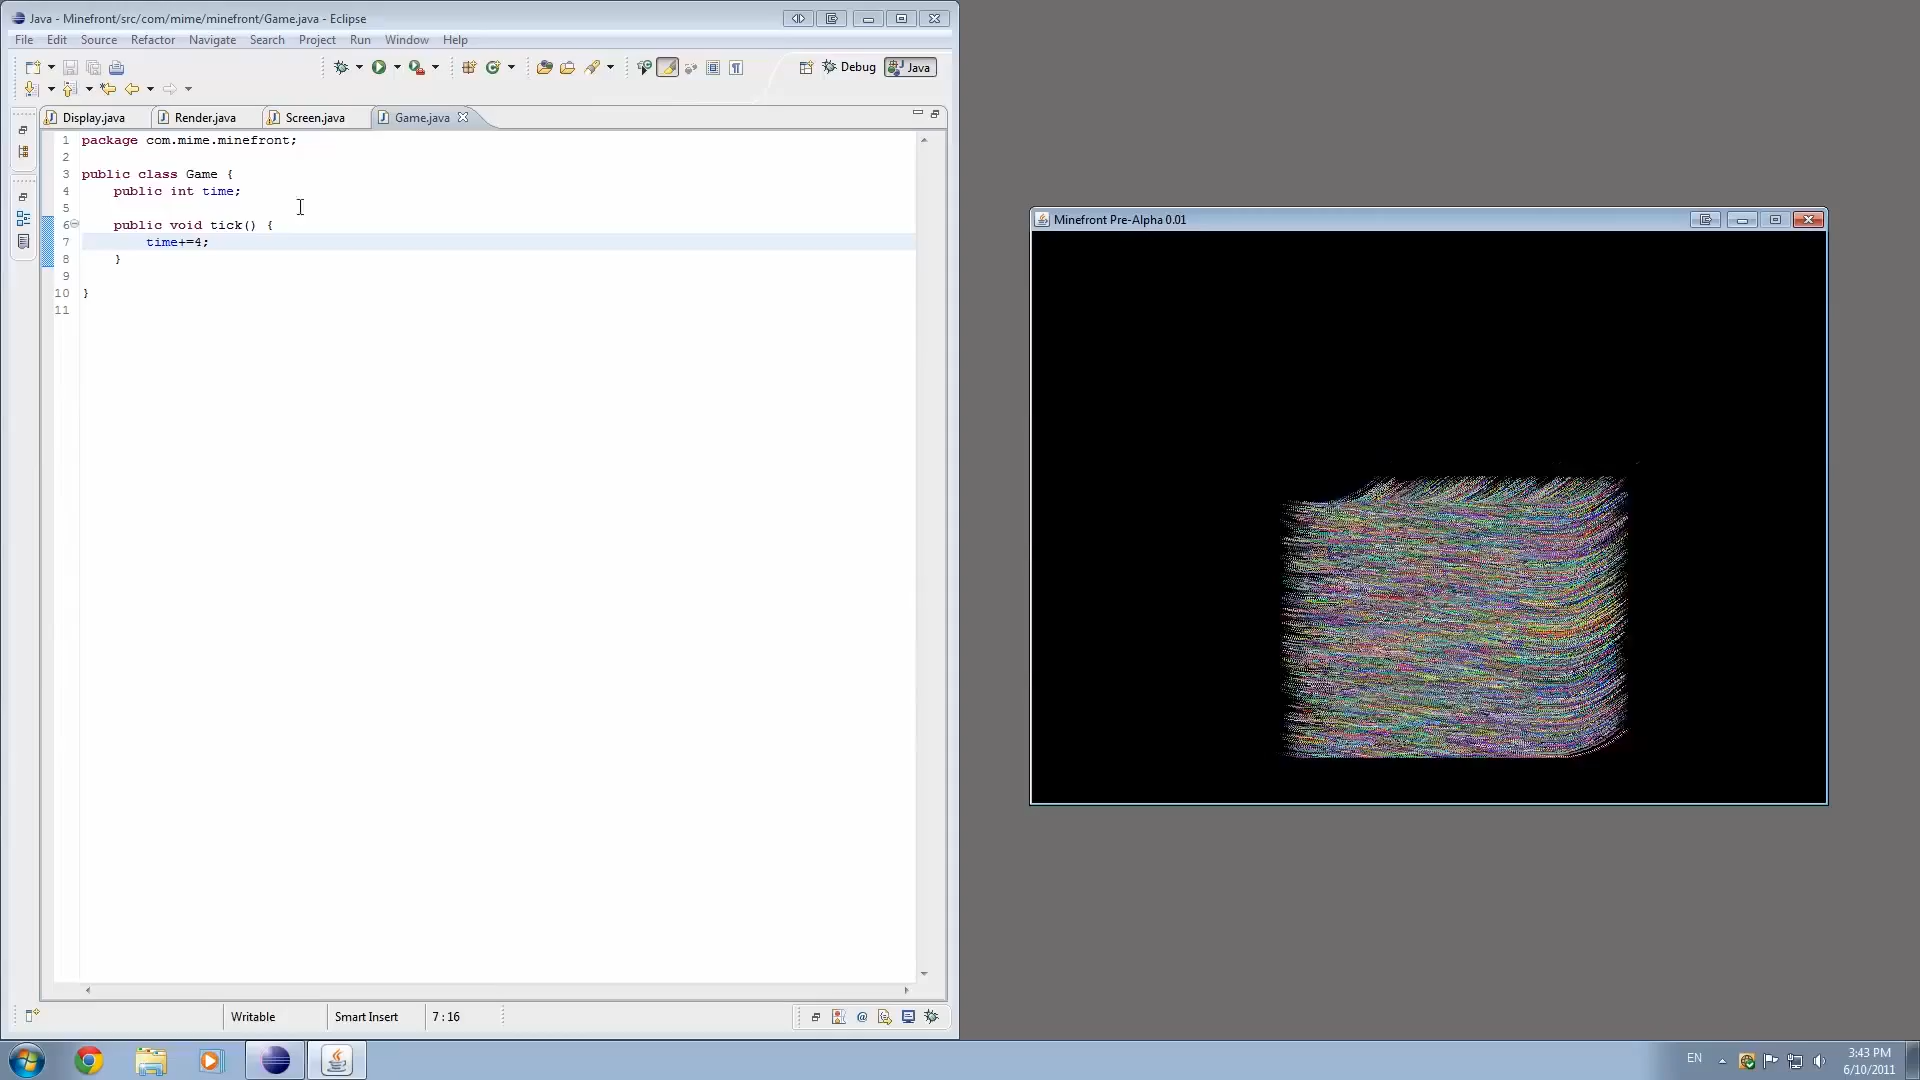 Java - Minefront/src/com/mime/minefront/Game.java - Eclipse
File Edit Source Refactor Navigate Search Project Run Window Help
Debug Java
Display.java Render.java Screen.java Game.java
1 package com.mime.minefront;
2
3 public class Game {
4 public int time;
5
6 public void tick() {
7 time+=4;
8 }
9
10 }
11
Minefront Pre-Alpha 0.01
Writable Smart Insert 7 : 16
EN
3:43 PM
6/10/2011